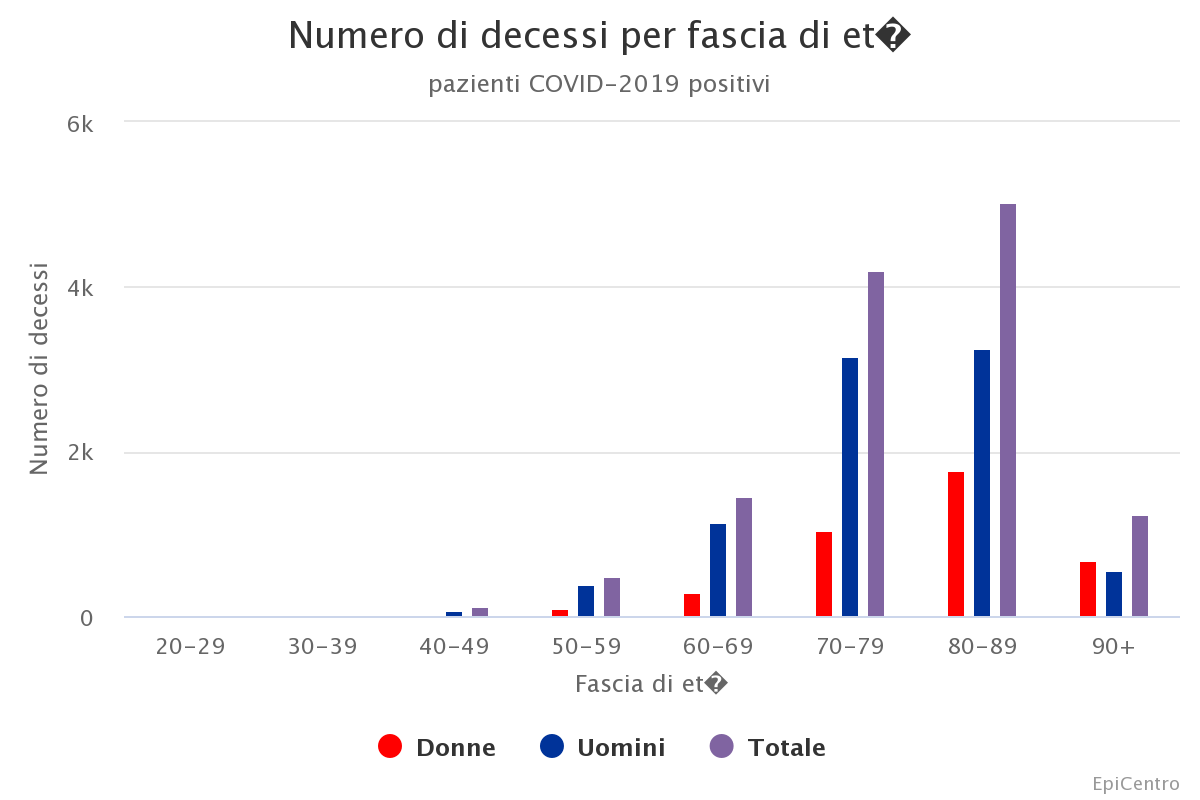 Numero di decessi per fascia di et�
pazienti COVID-2019 positivi
6k
4k
2k
0
Numero di decessi
20-29 30-39 40-49 50-59 60-69 70-79 80-89 90+
Fascia di et�
Donne Uomini Totale
EpiCentro